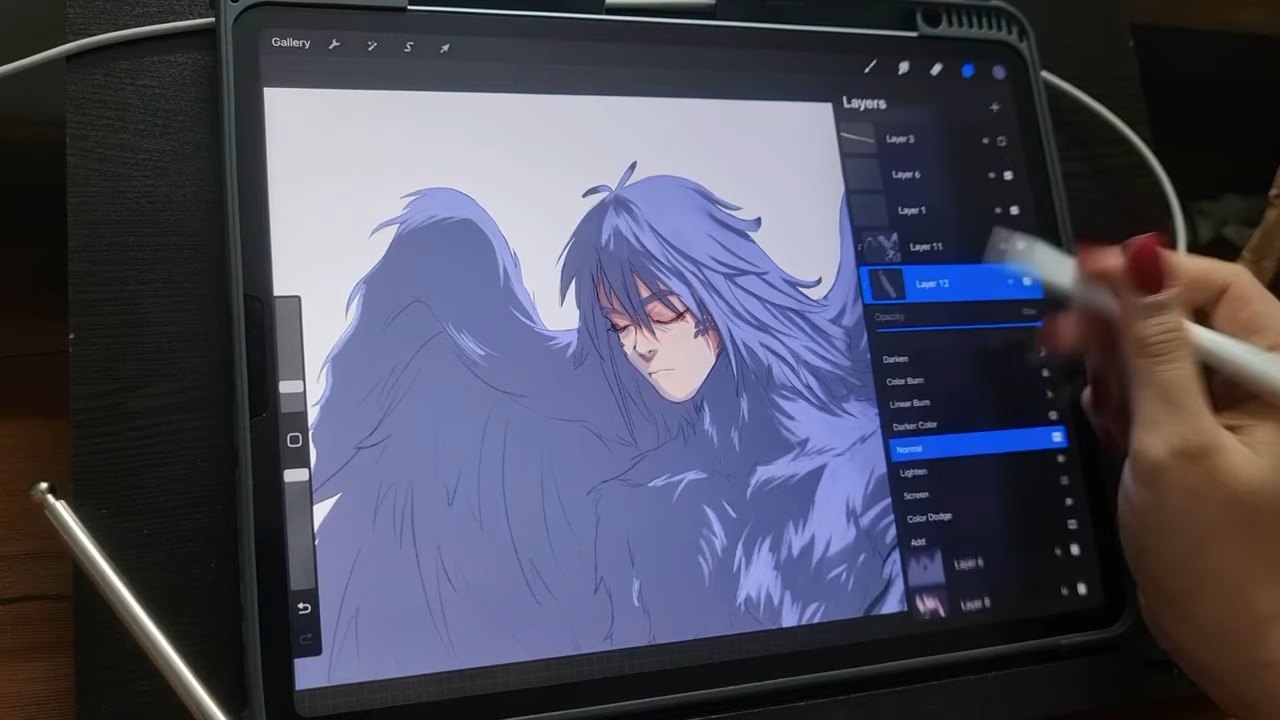 Gallery
Layers
Layer 3
Layer 6
Layer 1
Layer 11
Layer 12
Opacity
Darken
Color Burn
Linear Burn
Darker Color
Normal
Lighten
Screen
Color Dodge
Add
Layer 6
Layer 8